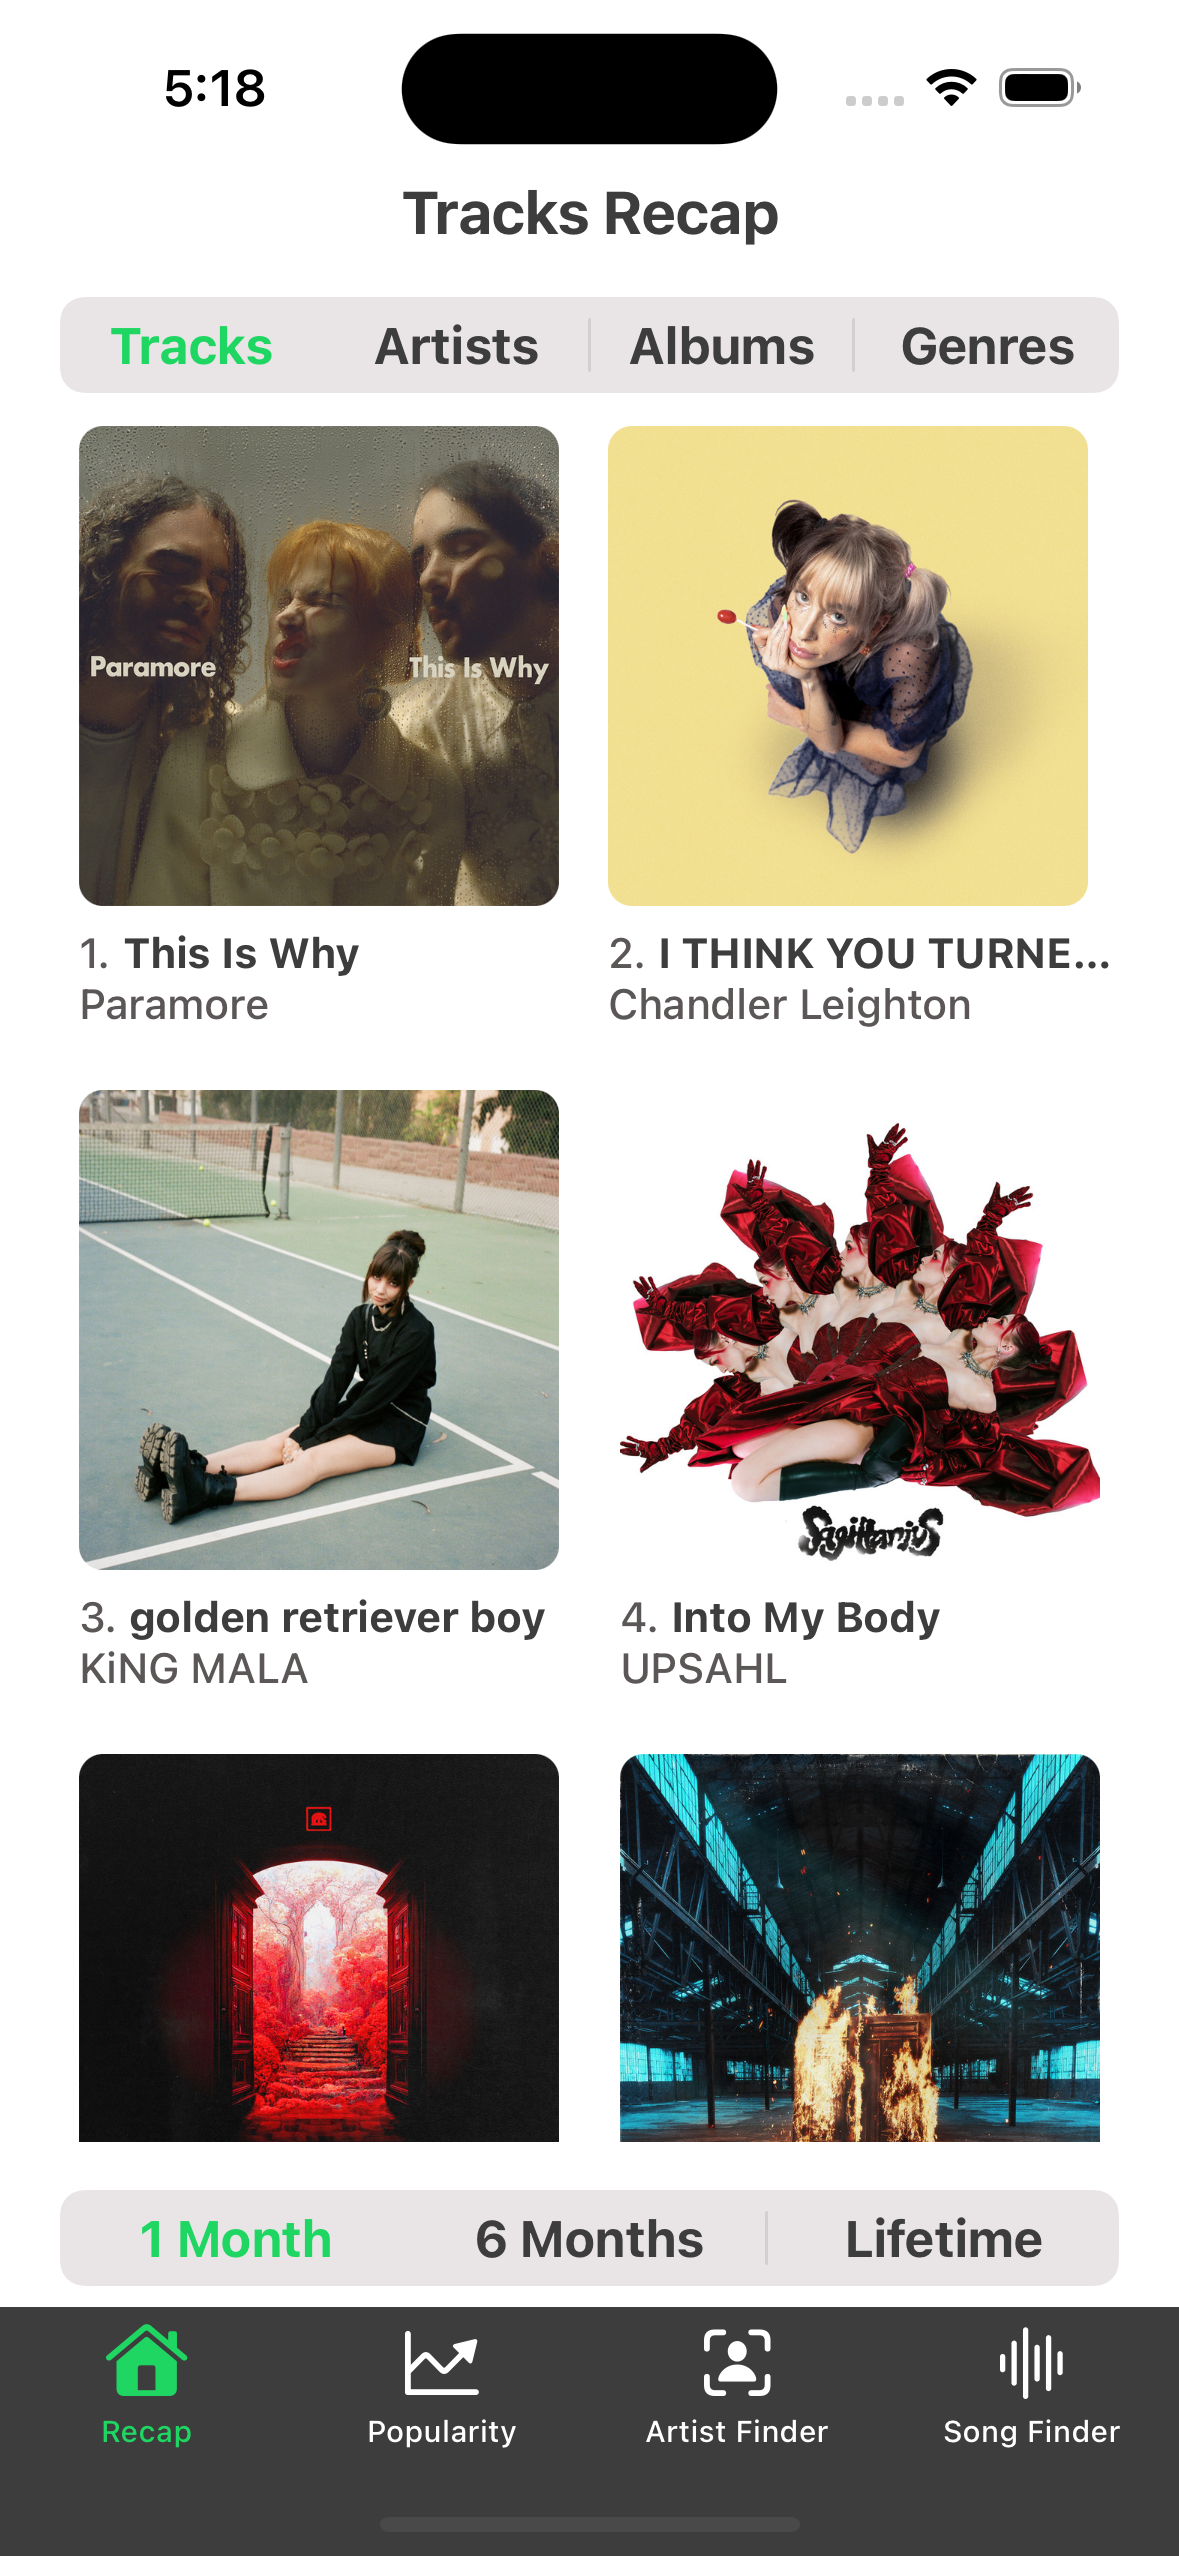 5:18
Tracks Recap
Tracks Artists Albums Genres
Paramore This Is Why
1. This Is Why
Paramore
2. I THINK YOU TURNE...
Chandler Leighton
Sagittarius
3. golden retriever boy
KiNG MALA
4. Into My Body
UPSAHL
1 Month 6 Months Lifetime
Recap Popularity Artist Finder Song Finder